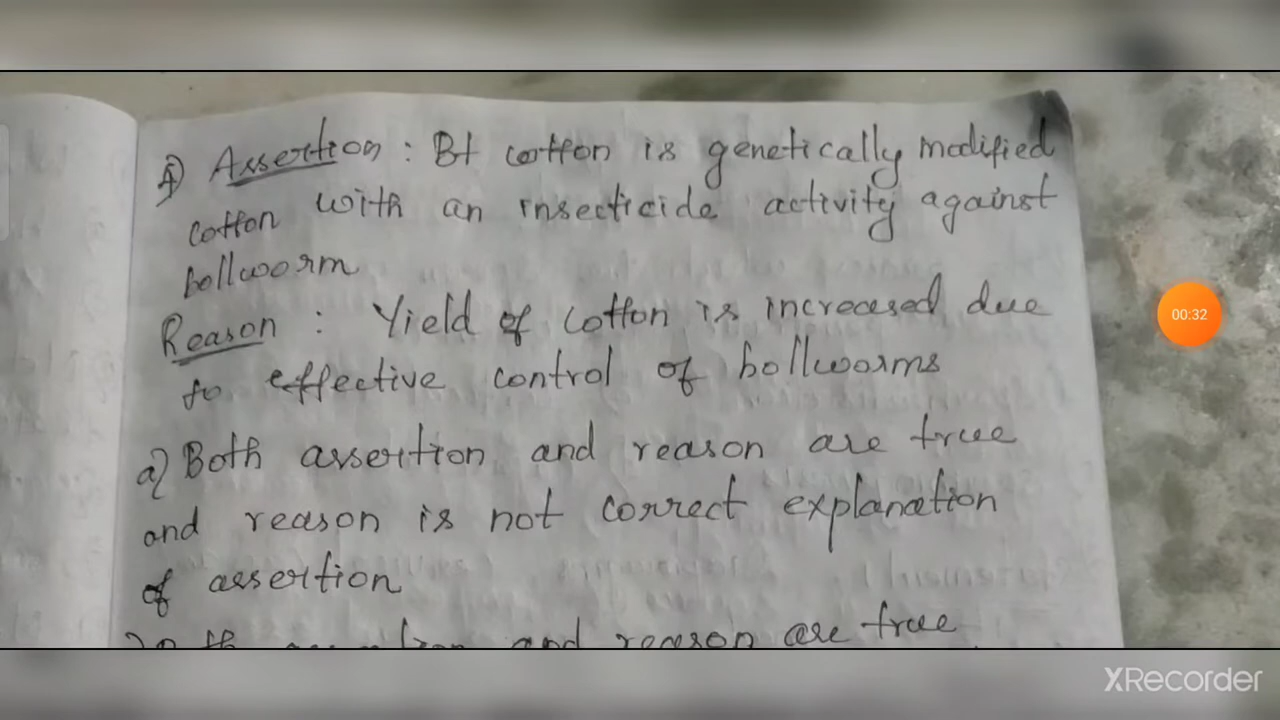 4) Assertion : Bt cotton is genetically modified
cotton with an insecticide activity against
bollworm
Reason : Yield of cotton is increased due
to effective control of bollworms
a) Both assertion and reason are true
and reason is not correct explanation
of assertion
and reason are true
00:32
XRecorder